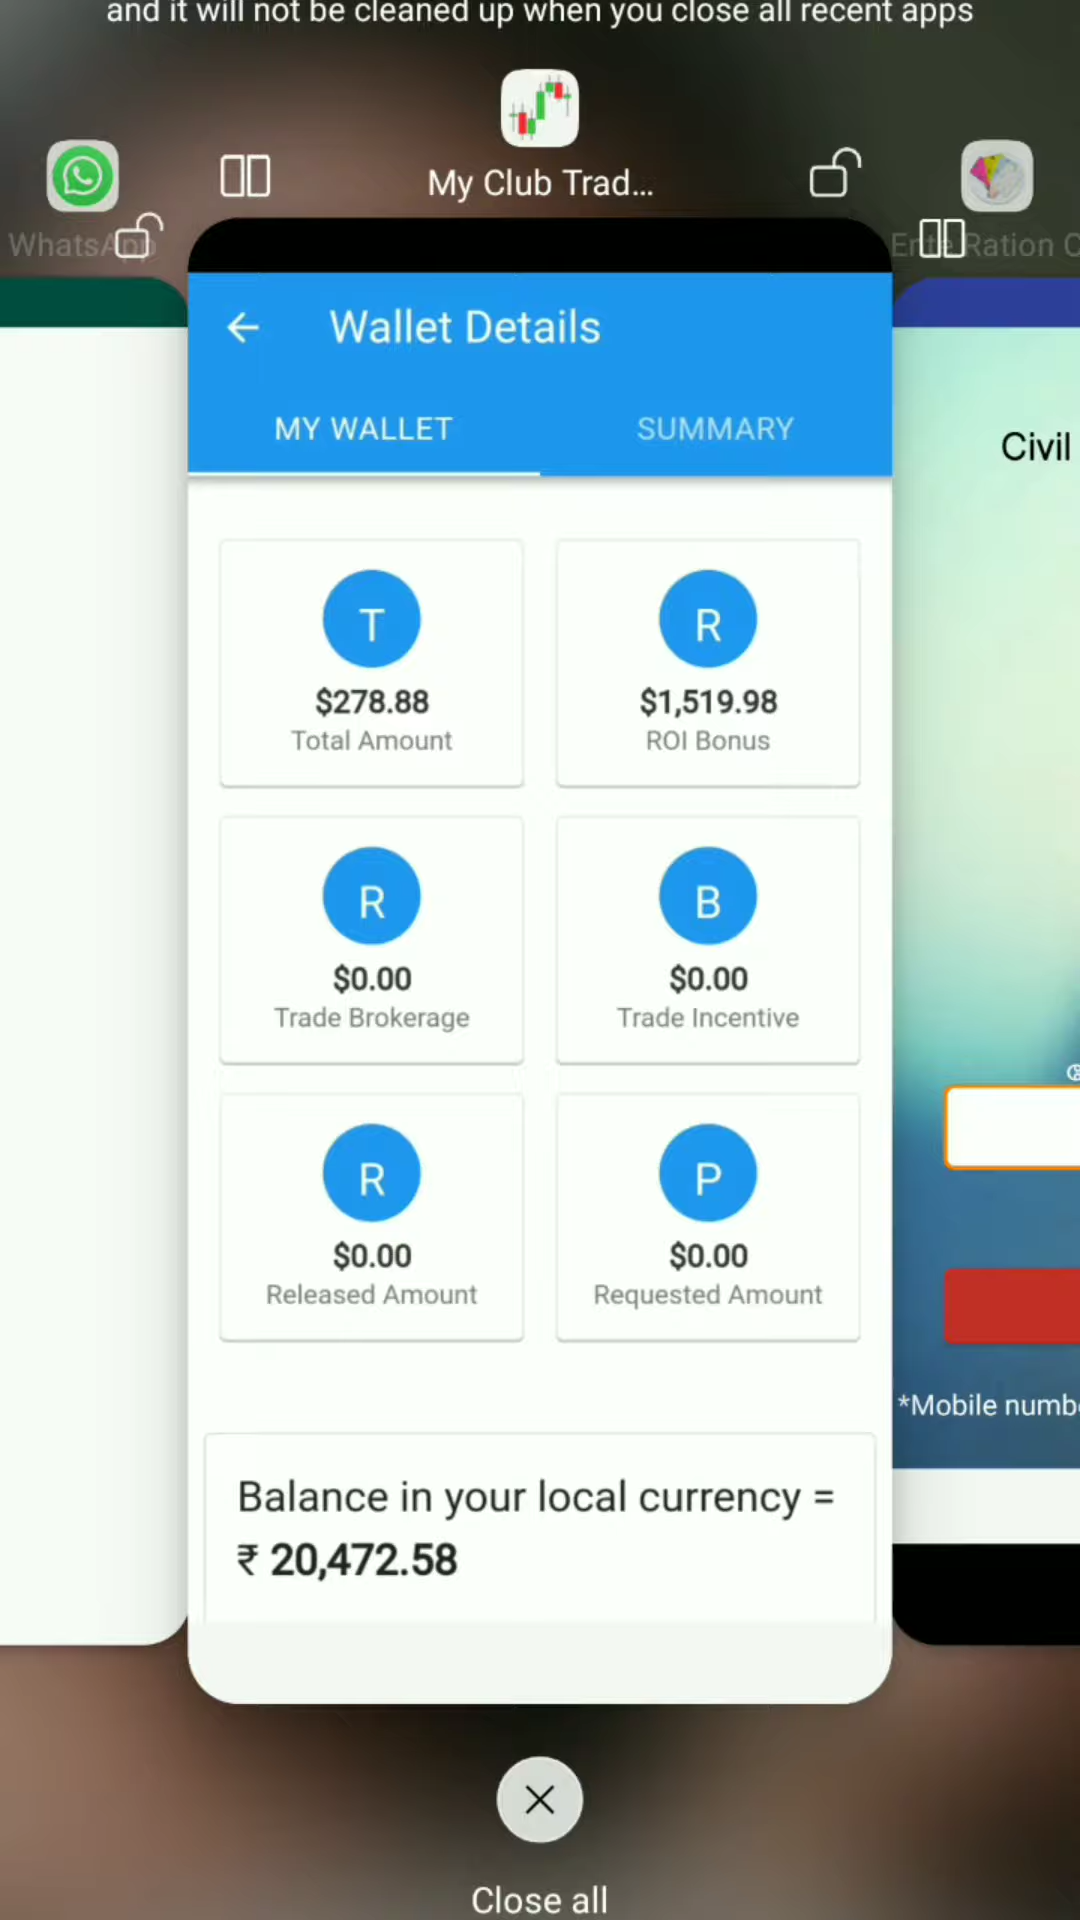 and it will not be cleaned up when you close all recent apps
My Club Trad...
WhatsApp
Ration C
Wallet Details
MY WALLET
SUMMARY
Civil
T
R
$278.88
$1,519.98
Total Amount
ROI Bonus
R
B
$0.00
$0.00
Trade Brokerage
Trade Incentive
R
P
$0.00
$0.00
Released Amount
Requested Amount
*Mobile numb
Balance in your local currency =
₹ 20,472.58
Close all